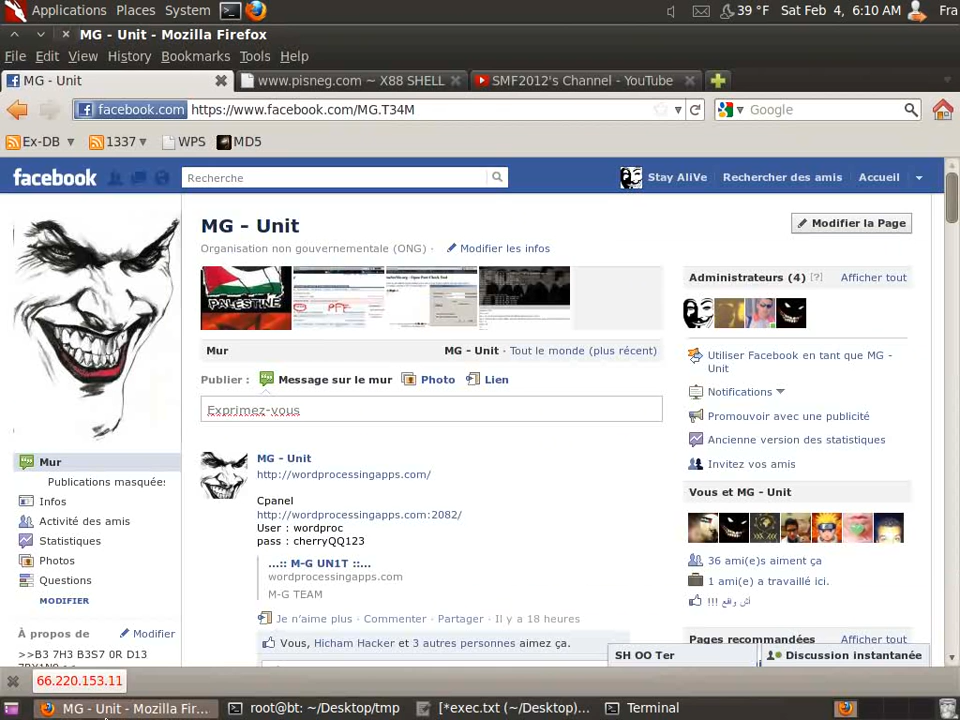 Applications Places System 39 °F Sat Feb 4, 6:10 AM Fra
MG - Unit - Mozilla Firefox
File Edit View History Bookmarks Tools Help
MG - Unit www.pisneg.com ~ X88 SHELL SMF2012's Channel - YouTube
facebook.com https://www.facebook.com/MG.T34M Google
Ex-DB 1337 WPS MD5
facebook Recherche Stay AliVe Rechercher des amis Accueil
MG - Unit
Modifier la Page
Organisation non gouvernementale (ONG) · Modifier les infos
Administrateurs (4) [?] Afficher tout
PALESTINE
Mur MG - Unit · Tout le monde (plus récent)
Utiliser Facebook en tant que MG -
Unit
Publier : Message sur le mur Photo Lien
Notifications
Exprimez-vous
Promouvoir avec une publicité
Ancienne version des statistiques
Invitez vos amis
Mur
Publications masquée:
Infos
Activité des amis
Statistiques
Photos
Questions
MODIFIER
À propos de Modifier
>>B3 7H3 B3S7 0R D13
MG - Unit
http://wordprocessingapps.com/
Cpanel
http://wordprocessingapps.com:2082/
User : wordproc
pass : cherryQQ123
...:: M-G UN1T ::...
wordprocessingapps.com
M-G TEAM
Je n'aime plus · Commenter · Partager · Il y a 18 heures
Vous, Hicham Hacker et 3 autres personnes aimez ça.
Vous et MG - Unit
36 ami(e)s aiment ça
1 ami(e) a travaillé ici.
أش واقع !!!
Pages recommandées Afficher tout
SH OO Ter Discussion instantanée
66.220.153.11
MG - Unit - Mozilla Fir... root@bt: ~/Desktop/tmp [*exec.txt (~/Desktop)... Terminal